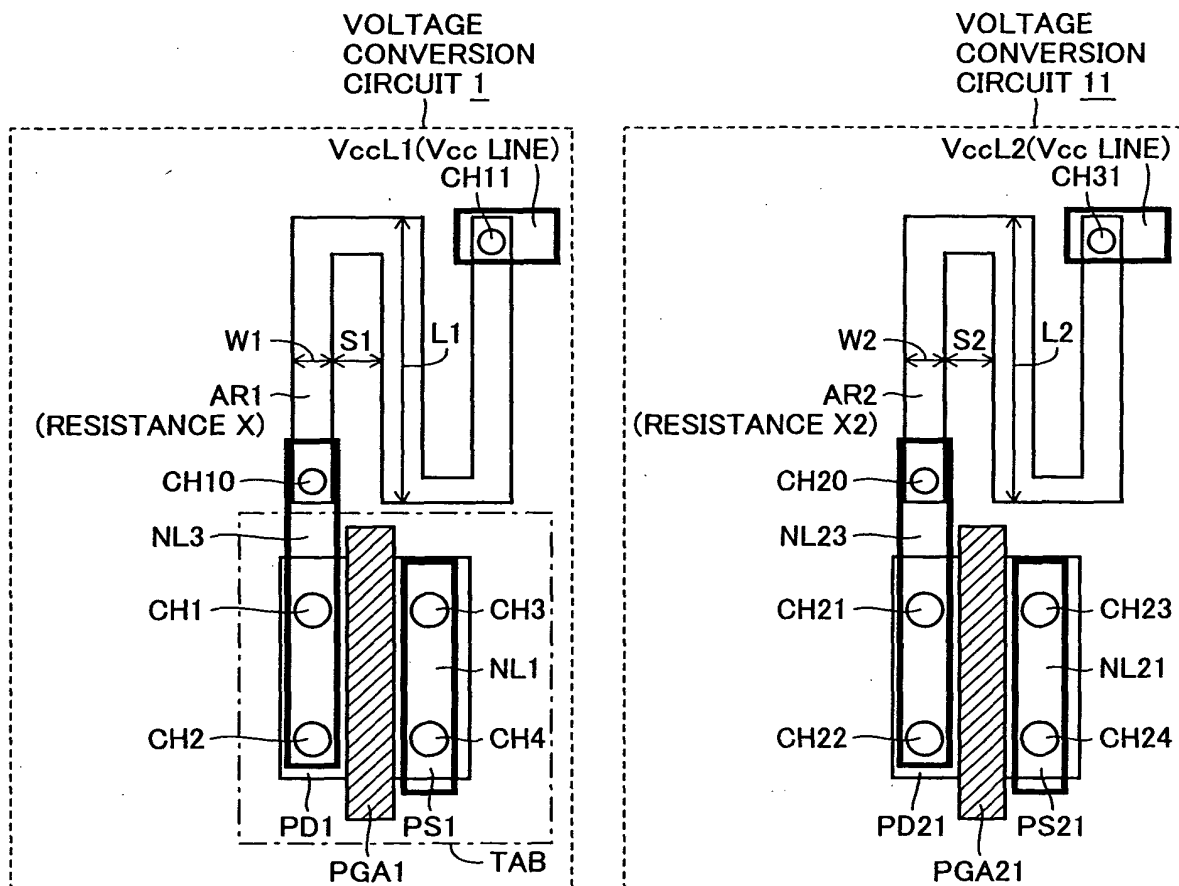 VOLTAGE
CONVERSION
CIRCUIT 1
VccL1(Vcc LINE)
CH11
W1
S1
L1
AR1
(RESISTANCE X)
CH10
NL3
CH1
CH3
NL1
CH2
CH4
PD1
PS1
TAB
PGA1
VOLTAGE
CONVERSION
CIRCUIT 11
VccL2(Vcc LINE)
CH31
W2
S2
L2
AR2
(RESISTANCE X2)
CH20
NL23
CH21
CH23
NL21
CH22
CH24
PD21
PS21
PGA21